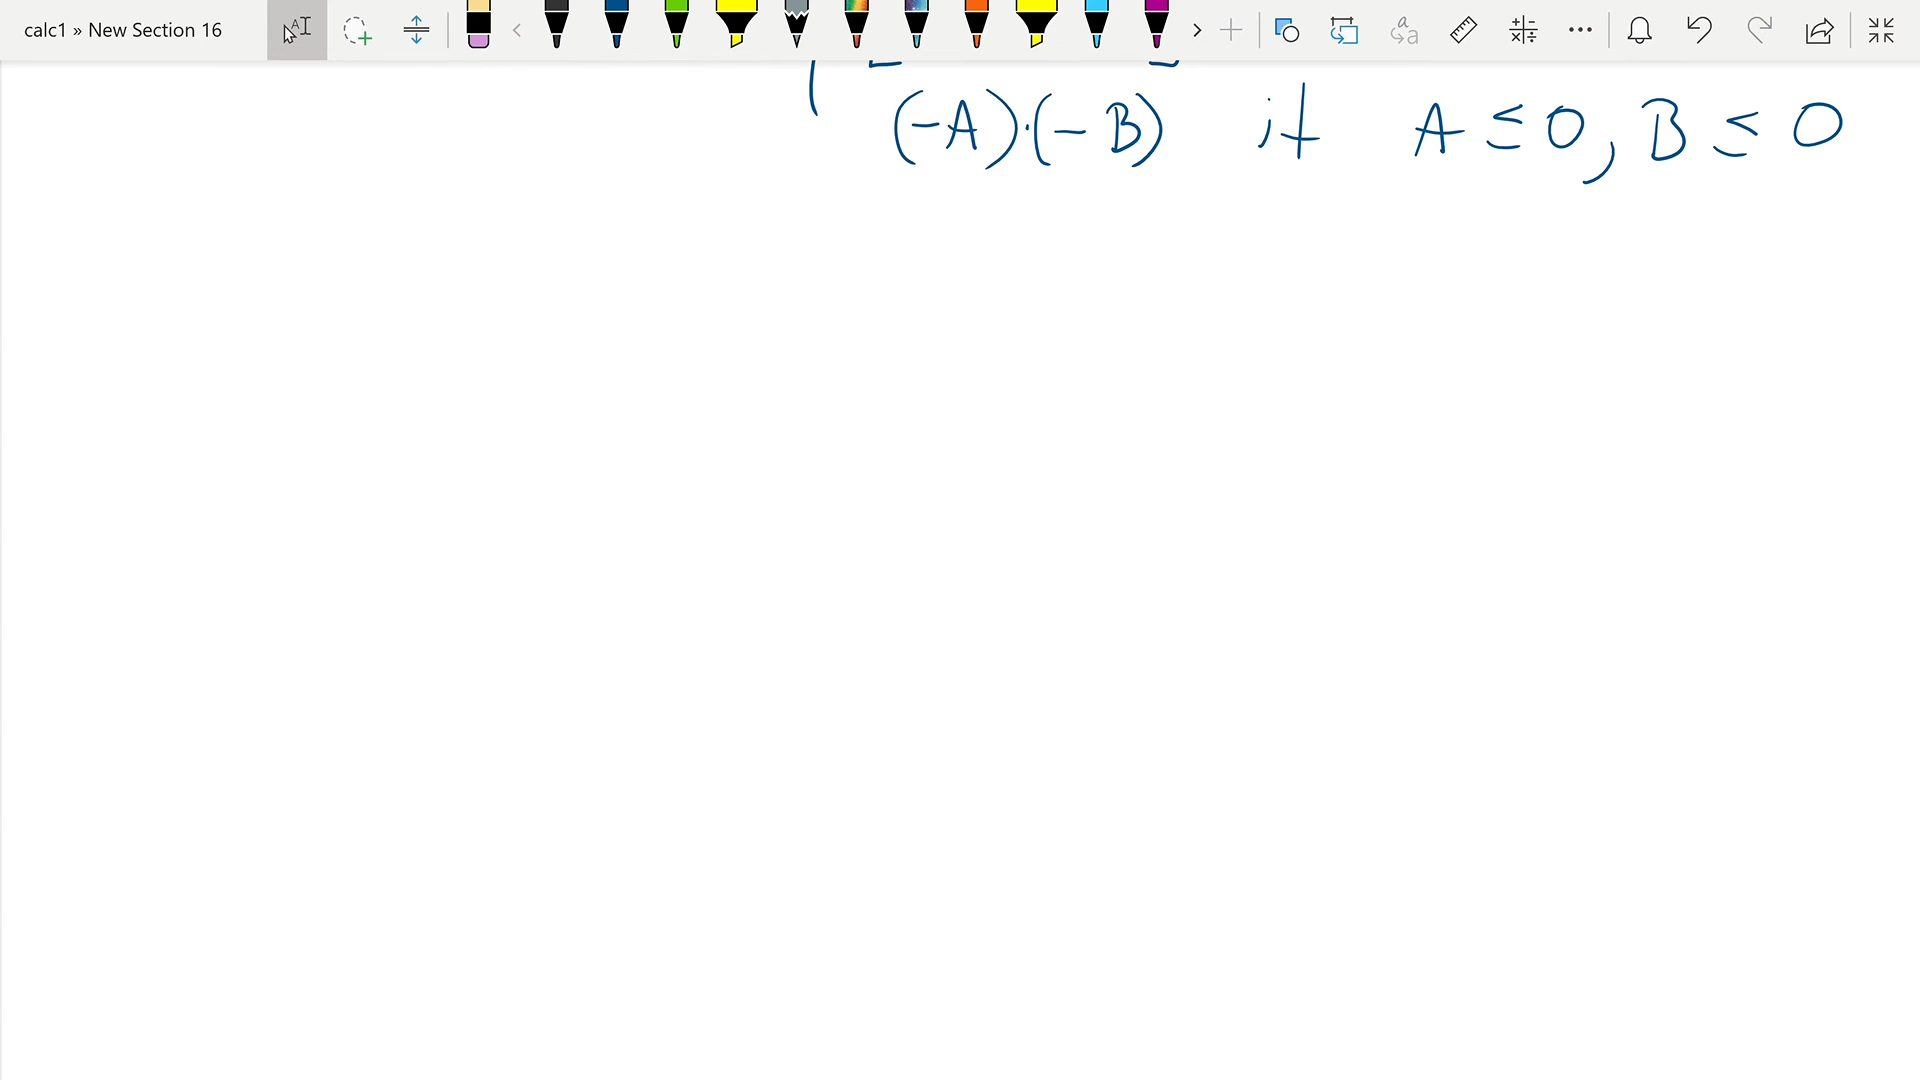 calc1 » New Section 16
(-A)·(-B) if A ≤ 0, B ≤ 0